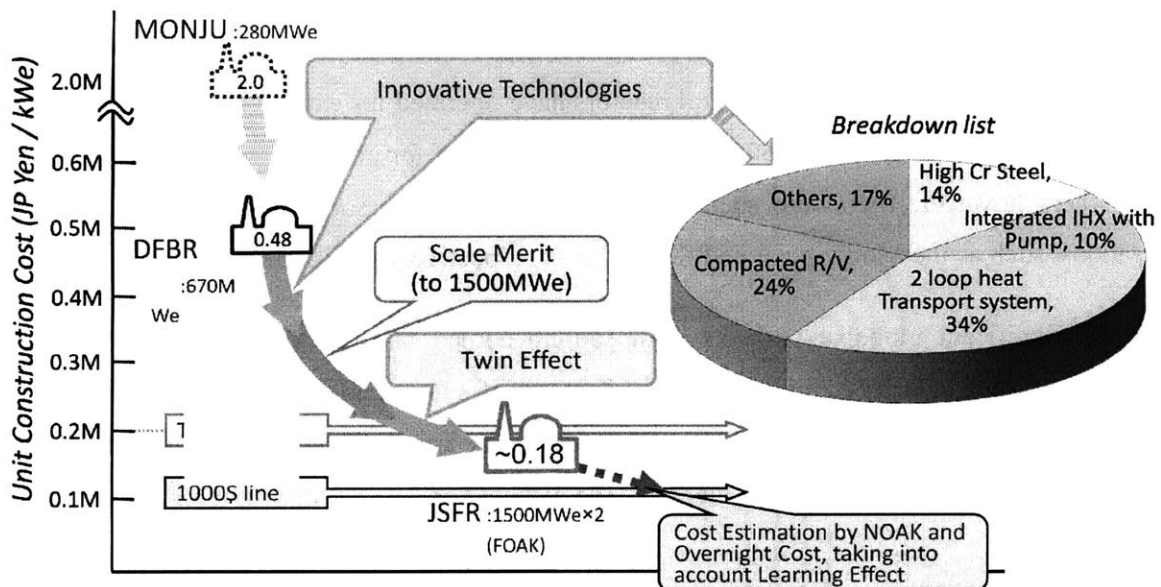 MONJU :280MWe
2.0
Unit Construction Cost (JP Yen / kWe)
2.0M
0.6M
0.5M
0.4M
0.3M
0.2M
0.1M
Innovative Technologies
0.48
DFBR
:670M
We
Scale Merit
(to 1500MWe)
Twin Effect
~0.18
1000$ line
JSFR :1500MWe×2
(FOAK)
Cost Estimation by NOAK and
Overnight Cost, taking into
account Learning Effect
Breakdown list
High Cr Steel,
14%
Integrated IHX with
Pump, 10%
2 loop heat
Transport system,
34%
Compacted R/V,
24%
Others, 17%